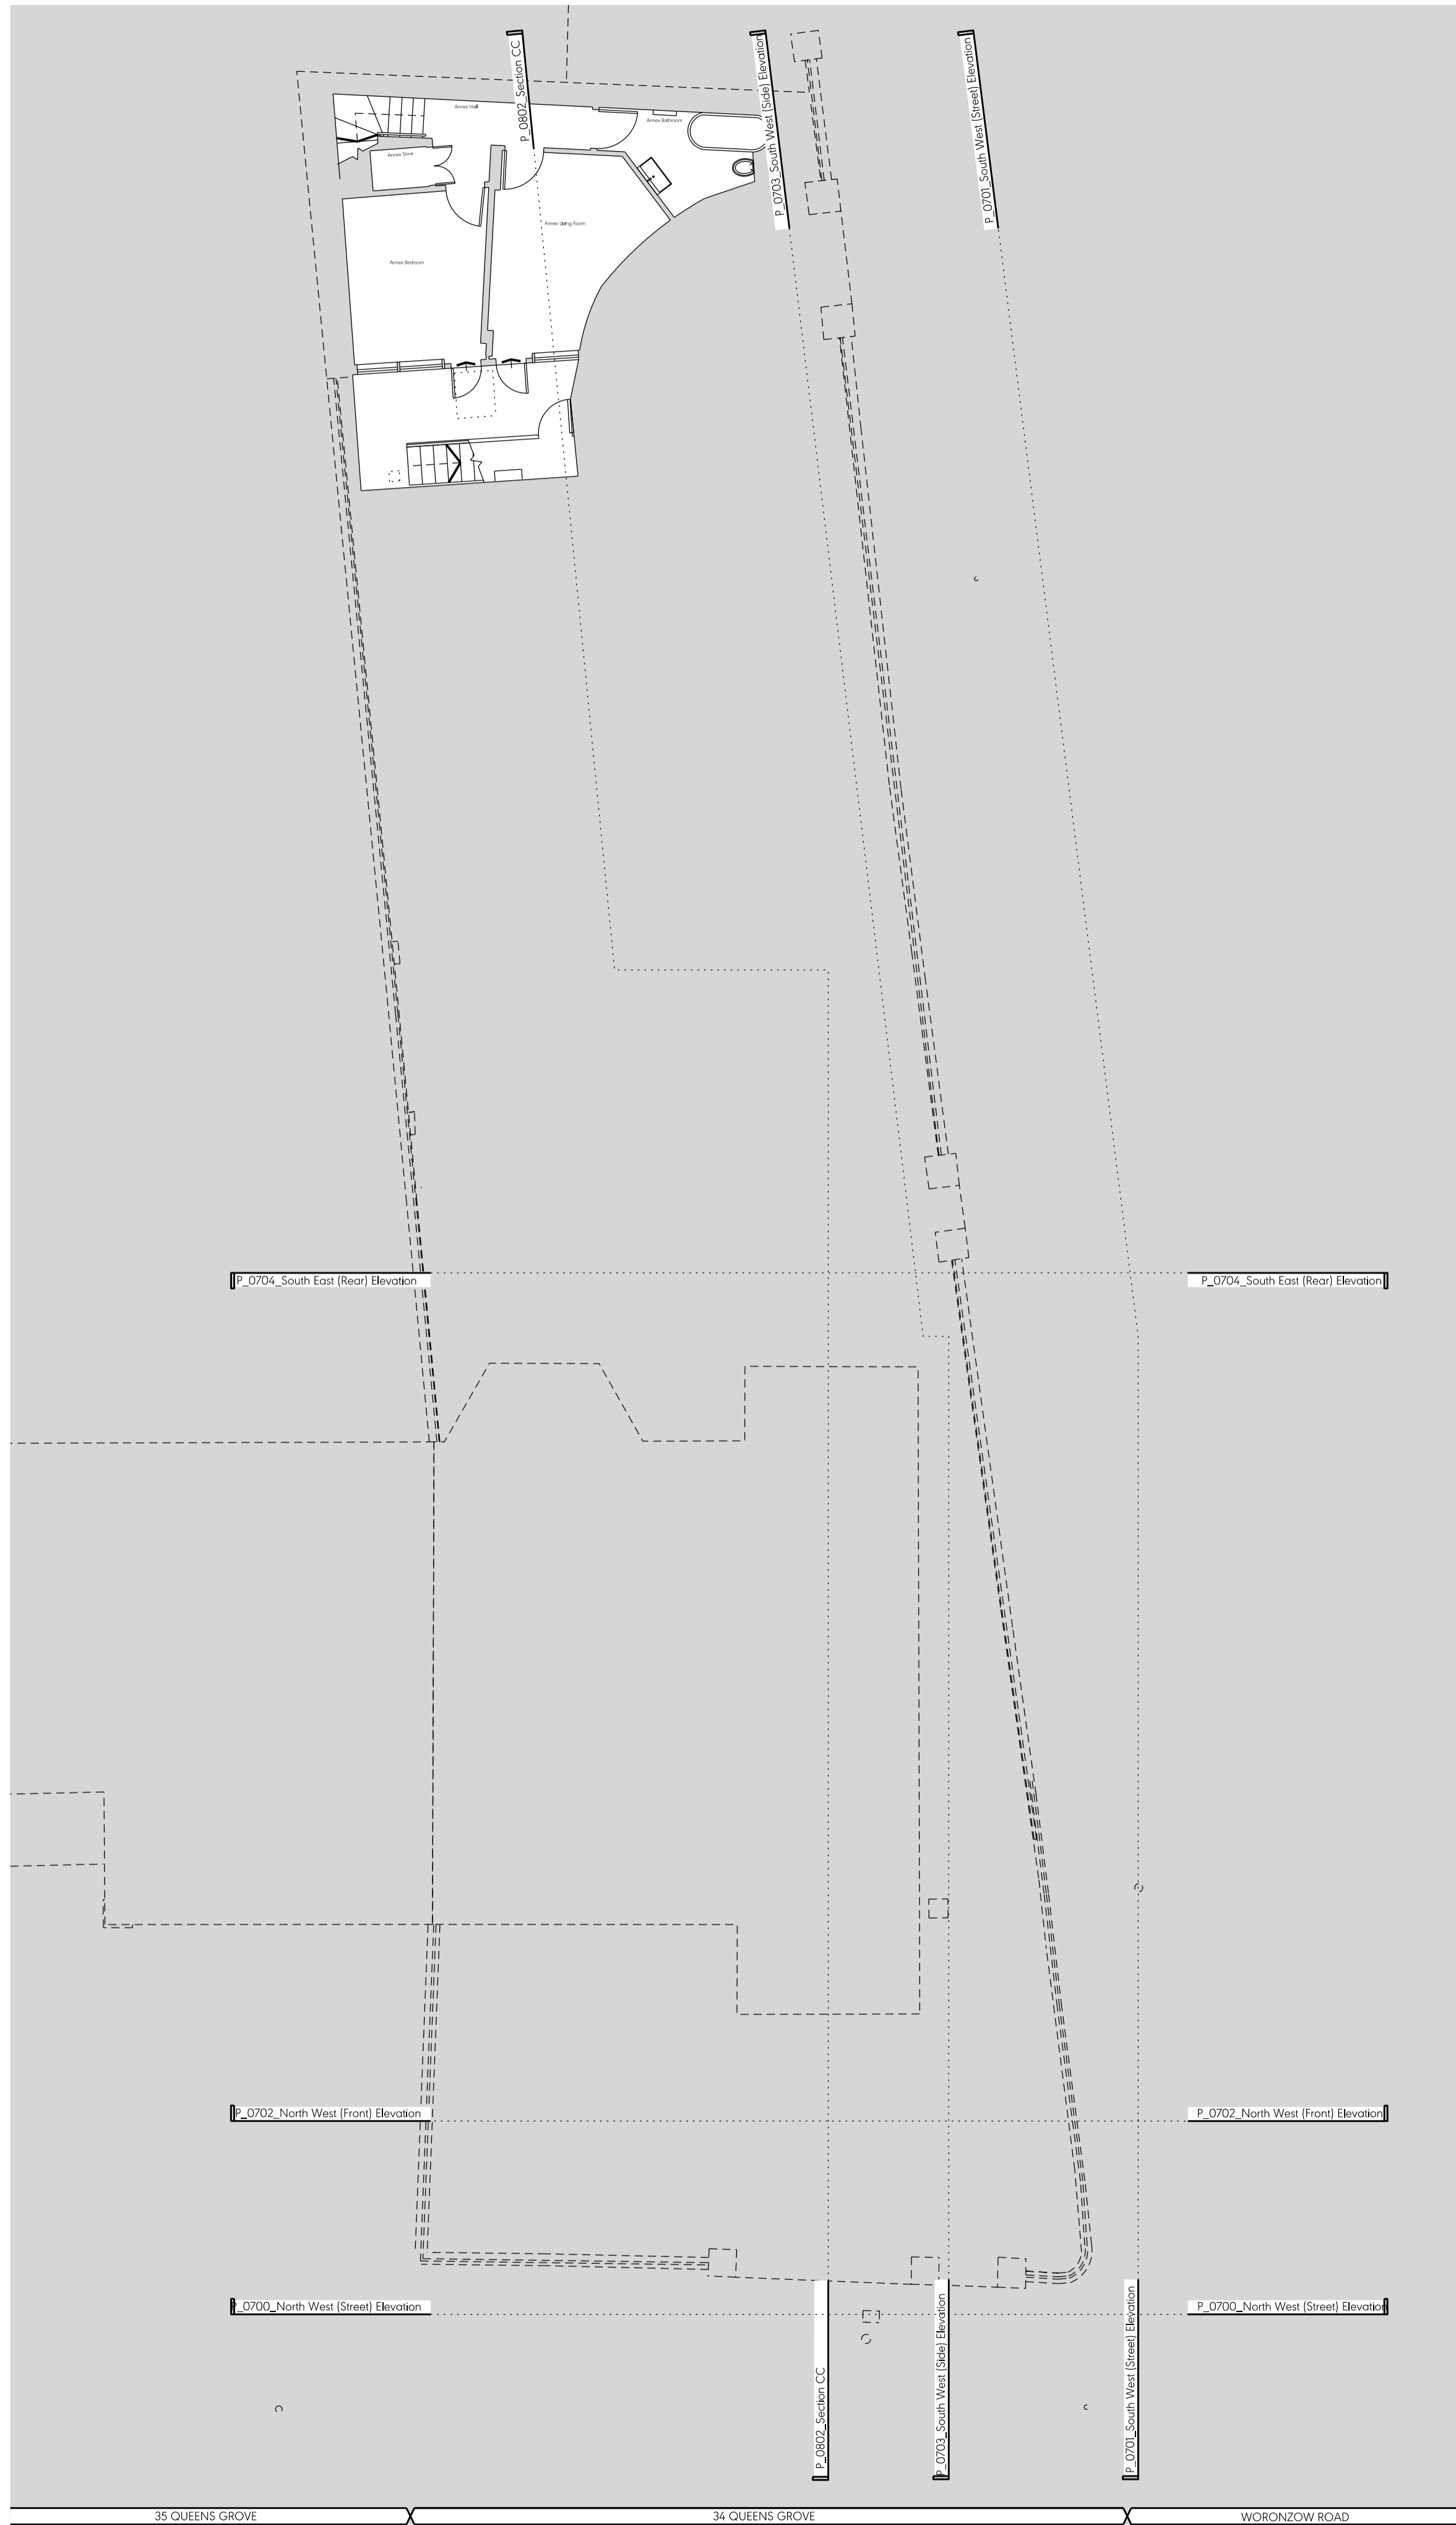 P_0802_Section CC
P_0703_South West (Side) Elevation
P_0701_South West (Street) Elevation
Annex Hall
Annex Bathroom
Annex Store
Annex Living Room
Annex Bedroom
P_0704_South East (Rear) Elevation
P_0704_South East (Rear) Elevation
P_0702_North West (Front) Elevation
P_0702_North West (Front) Elevation
P_0700_North West (Street) Elevation
P_0700_North West (Street) Elevation
P_0802_Section CC
P_0703_South West (Side) Elevation
P_0701_South West (Street) Elevation
35 QUEENS GROVE
34 QUEENS GROVE
WORONZOW ROAD